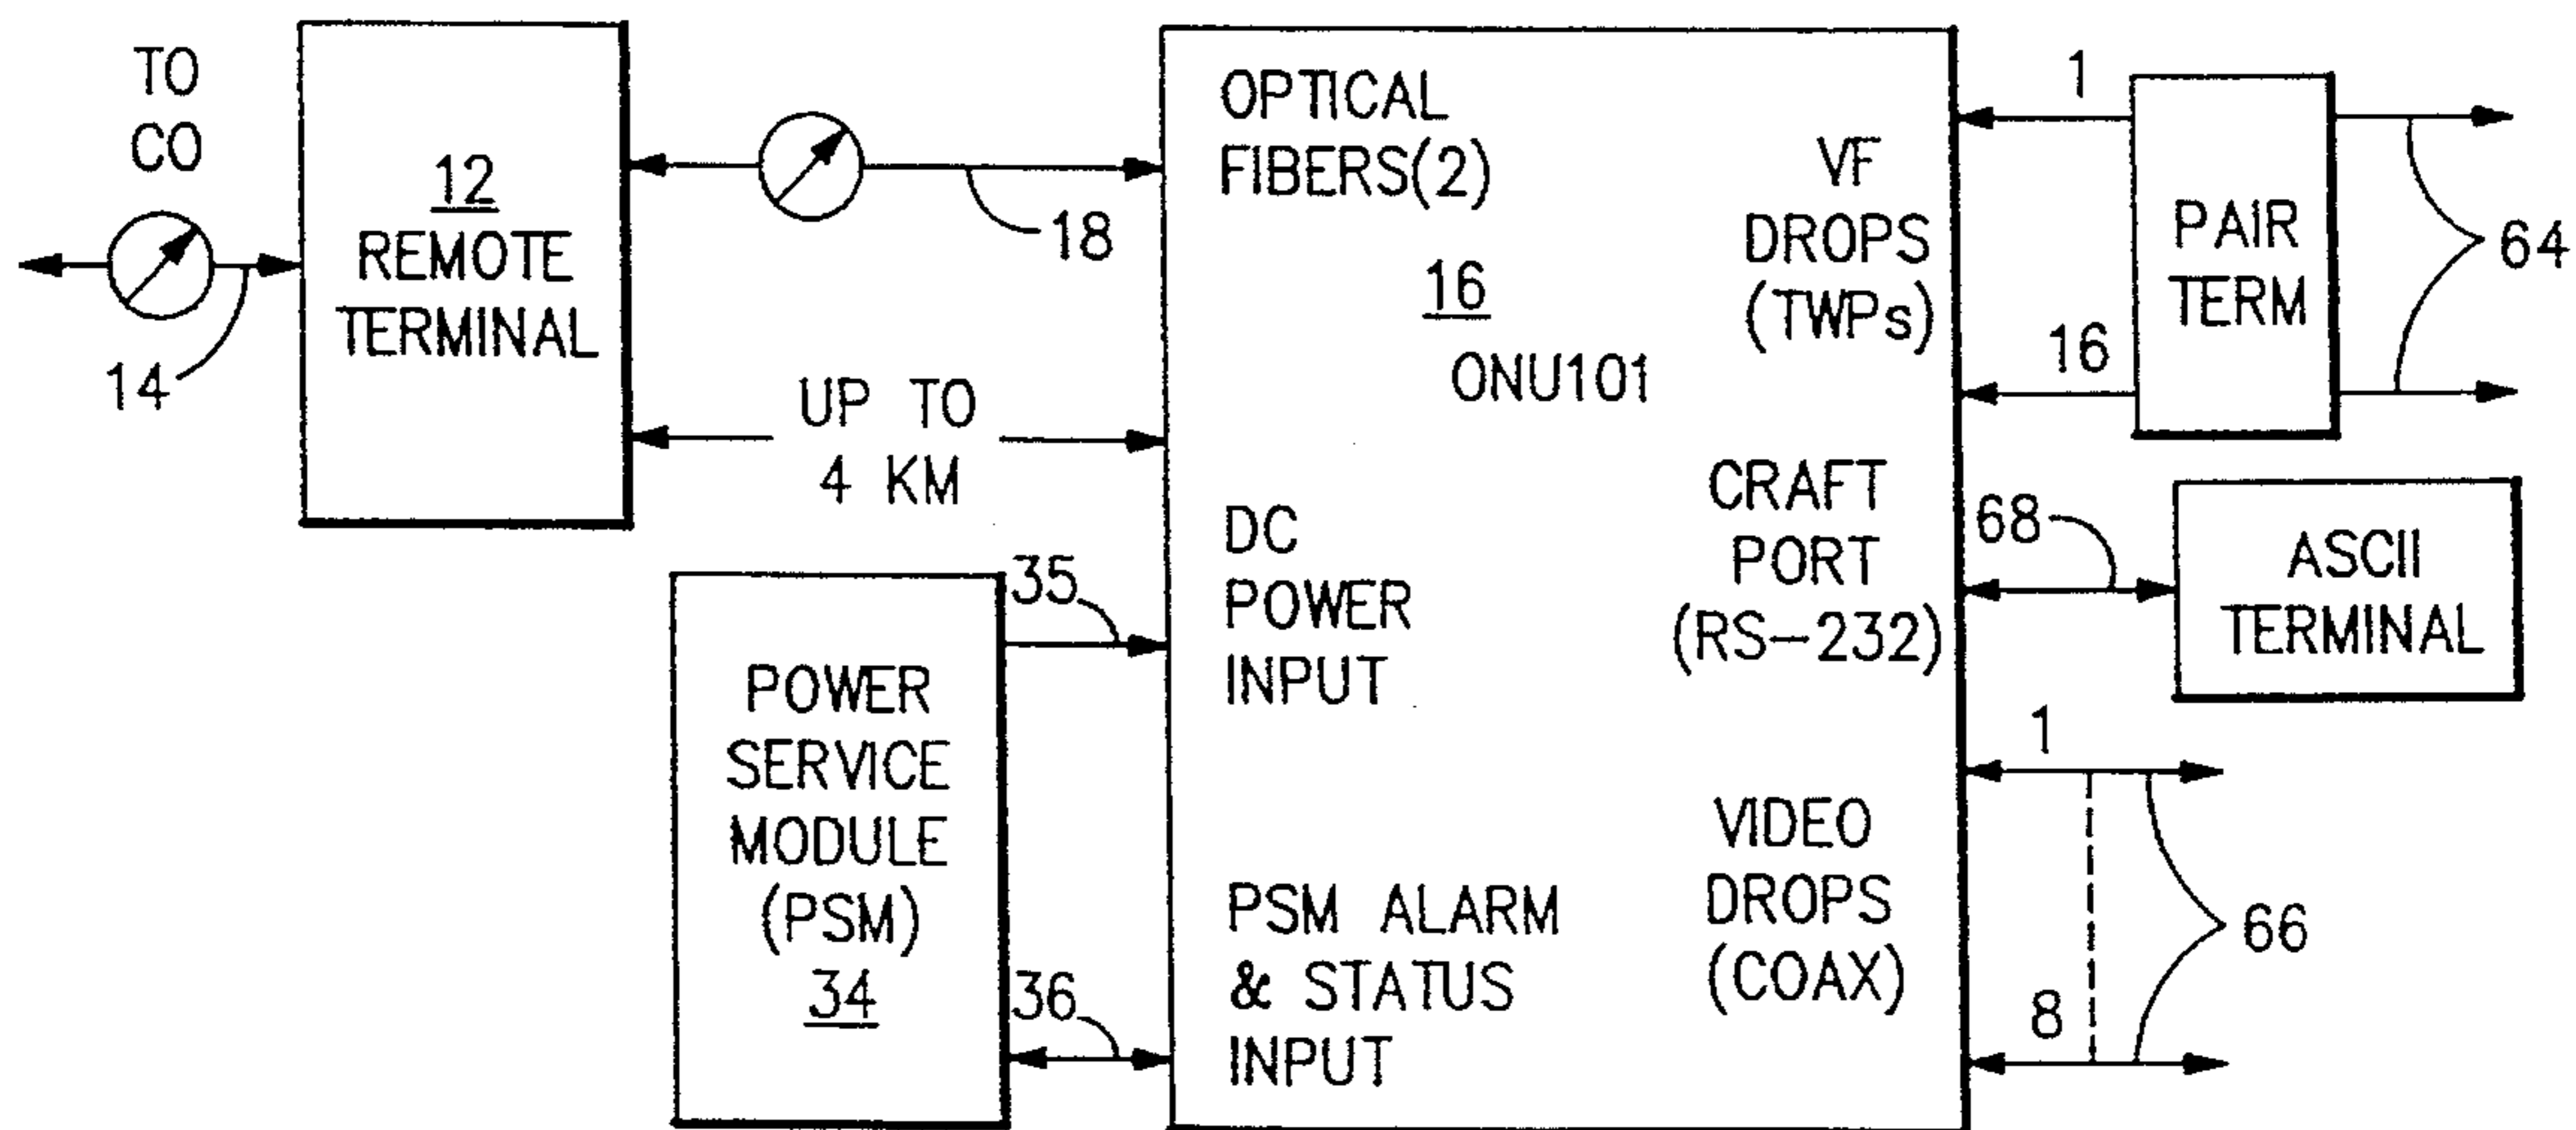 TO
CO
14
12
REMOTE
TERMINAL
18
UP TO
4 KM
OPTICAL
FIBERS(2)
16
ONU101
VF
DROPS
(TWPs)
1
16
PAIR
TERM
64
DC
POWER
INPUT
35
POWER
SERVICE
MODULE
(PSM)
34
36
PSM ALARM
& STATUS
INPUT
CRAFT
PORT
(RS-232)
68
ASCII
TERMINAL
VIDEO
DROPS
(COAX)
1
8
66